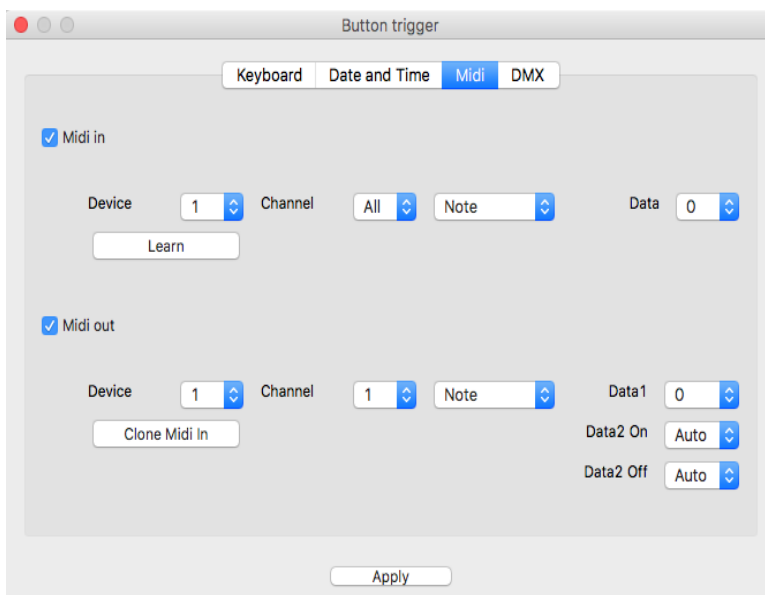 Button trigger
Keyboard Date and Time Midi DMX
Midi in
Device 1 Channel All Note Data 0
Learn
Midi out
Device 1 Channel 1 Note Data1 0
Clone Midi In Data2 On Auto
Data2 Off Auto
Apply